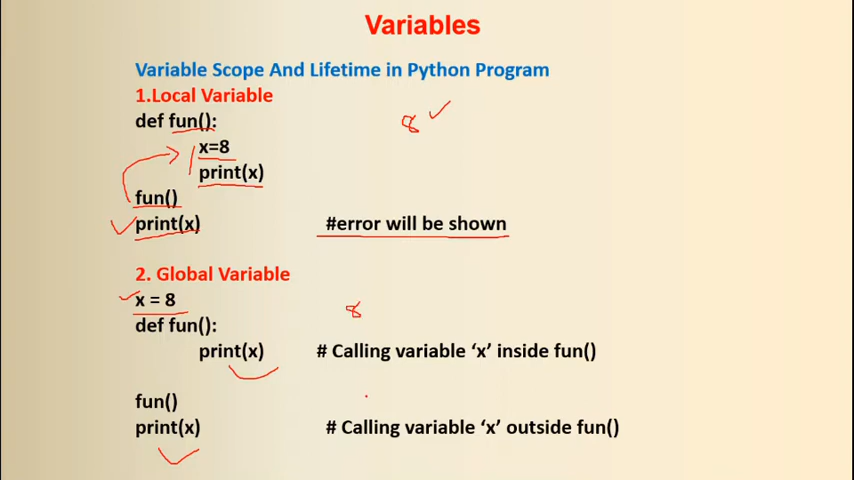 Variables
Variable Scope And Lifetime in Python Program
1.Local Variable
def fun():
8
x=8
print(x)
fun()
print(x) #error will be shown
2. Global Variable
x = 8
8
def fun():
print(x) # Calling variable ‘x’ inside fun()
fun()
print(x) # Calling variable ‘x’ outside fun()